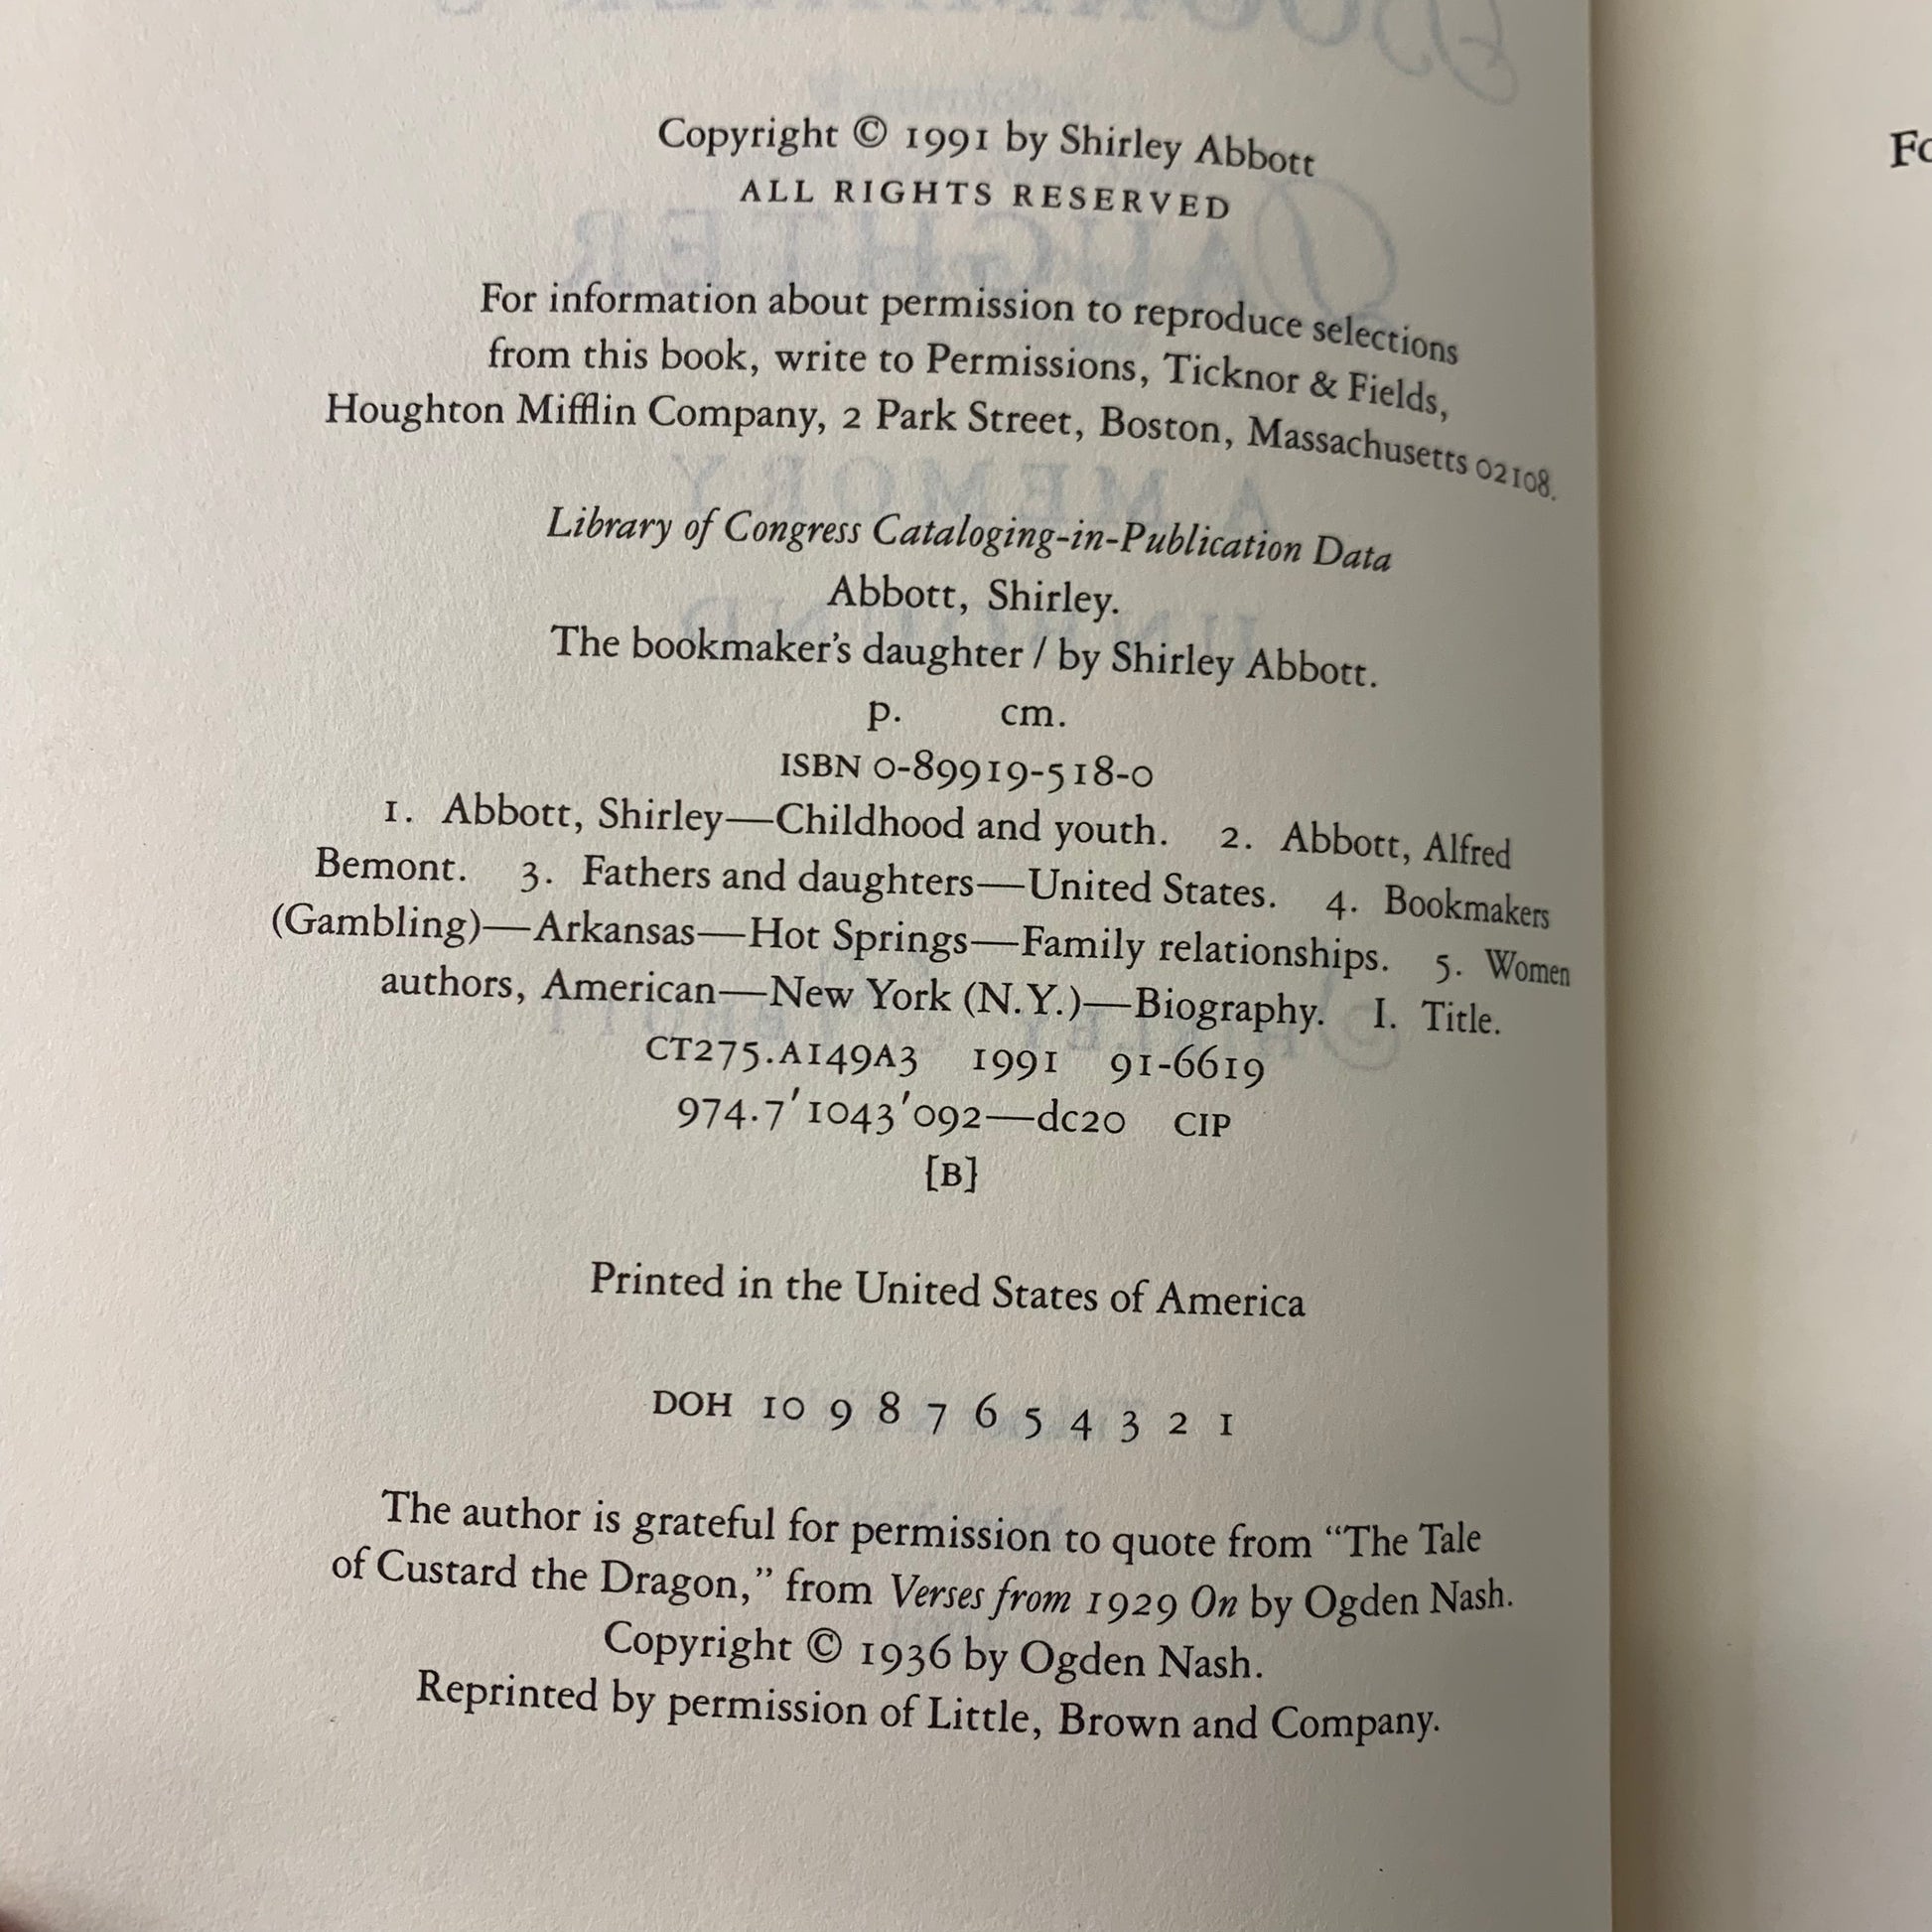 Copyright © 1991 by Shirley Abbott
ALL RIGHTS RESERVED
For information about permission to reproduce selections
from this book, write to Permissions, Ticknor & Fields,
Houghton Mifflin Company, 2 Park Street, Boston, Massachusetts 02108.
Library of Congress Cataloging-in-Publication Data
Abbott, Shirley.
The bookmaker's daughter / by Shirley Abbott.
p. cm.
ISBN 0-89919-518-0
1. Abbott, Shirley—Childhood and youth. 2. Abbott, Alfred
Bemont. 3. Fathers and daughters—United States. 4. Bookmakers
(Gambling)—Arkansas—Hot Springs—Family relationships. 5. Women
authors, American—New York (N.Y.)—Biography. I. Title.
CT275.A149A3 1991 91-6619
974.7′1043′092—dc20 CIP
[B]
Printed in the United States of America
DOH 10 9 8 7 6 5 4 3 2 1
The author is grateful for permission to quote from “The Tale
of Custard the Dragon,” from Verses from 1929 On by Ogden Nash.
Copyright © 1936 by Ogden Nash.
Reprinted by permission of Little, Brown and Company.